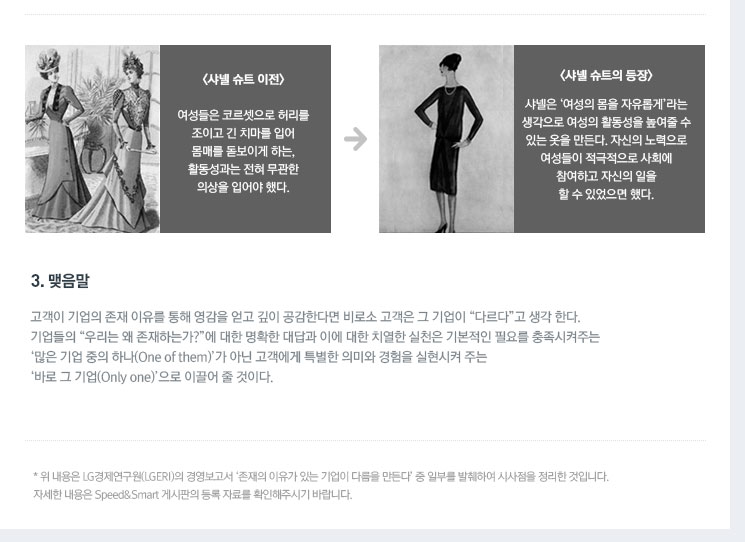 <샤넬 슈트 이전>
여성들은 코르셋으로 허리를
조이고 긴 치마를 입어
몸매를 돋보이게 하는,
활동성과는 전혀 무관한
의상을 입어야 했다.
<샤넬 슈트의 등장>
샤넬은 ‘여성의 몸을 자유롭게’라는
생각으로 여성의 활동성을 높여줄 수
있는 옷을 만든다. 자신의 노력으로
여성들이 적극적으로 사회에
참여하고 자신의 일을
할 수 있었으면 했다.
3. 맺음말
고객이 기업의 존재 이유를 통해 영감을 얻고 깊이 공감한다면 비로소 고객은 그 기업이 “다르다”고 생각 한다.
기업들의 “우리는 왜 존재하는가?”에 대한 명확한 대답과 이에 대한 치열한 실천은 기본적인 필요를 충족시켜주는
‘많은 기업 중의 하나(One of them)’가 아닌 고객에게 특별한 의미와 경험을 실현시켜 주는
‘바로 그 기업(Only one)’으로 이끌어 줄 것이다.
* 위 내용은 LG경제연구원(LGERI)의 경영보고서 ‘존재의 이유가 있는 기업이 다름을 만든다’ 중 일부를 발췌하여 시사점을 정리한 것입니다.
자세한 내용은 Speed&Smart 게시판의 등록 자료를 확인해주시기 바랍니다.